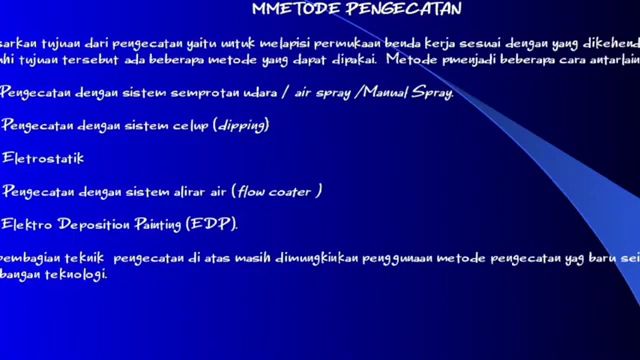 MMETODE PENGECATAN
sarkan tujuan dari pengecatan yaitu untuk melapisi permukaan benda kerja sesuai dengan yang dikehend
uhi tujuan tersebut ada beberapa metode yang dapat dipakai. Metode pmenjadi beberapa cara antarlain
Pengecatan dengan sistem semprotan udara / air spray /Manual Spray.
Pengecatan dengan sistem celup (dipping)
Eletrostatik
Pengecatan dengan sistem alirar air (flow coater )
Elektro Deposition Painting (EDP).
pembagian teknik pengecatan di atas masih dimungkinkan penggunaan metode pengecatan yag baru sei
bangan teknologi.